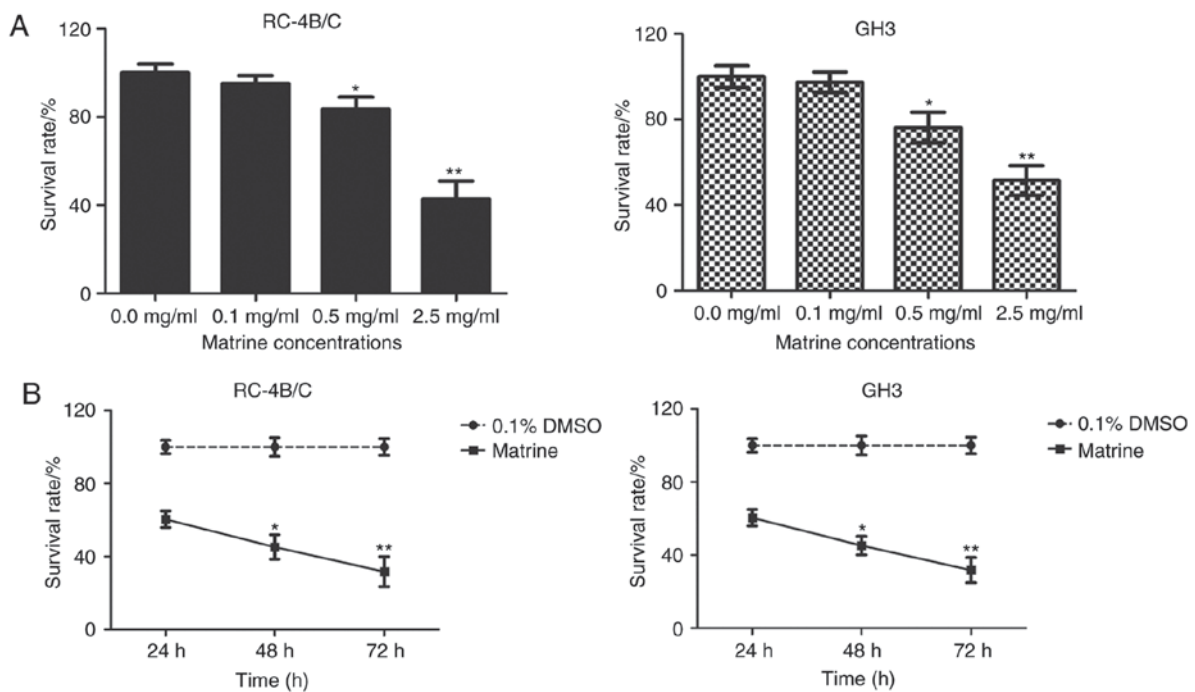 A
RC-4B/C
120
80
40
0
Survival rate/%
*
**
0.0 mg/ml 0.1 mg/ml 0.5 mg/ml 2.5 mg/ml
Matrine concentrations
GH3
120
80
40
0
Survival rate/%
*
**
0.0 mg/ml 0.1 mg/ml 0.5 mg/ml 2.5 mg/ml
Matrine concentrations
B
RC-4B/C
120
80
40
0
Survival rate/%
*
**
0.1% DMSO
Matrine
24 h 48 h 72 h
Time (h)
GH3
120
80
40
0
Survival rate/%
*
**
0.1% DMSO
Matrine
24 h 48 h 72 h
Time (h)